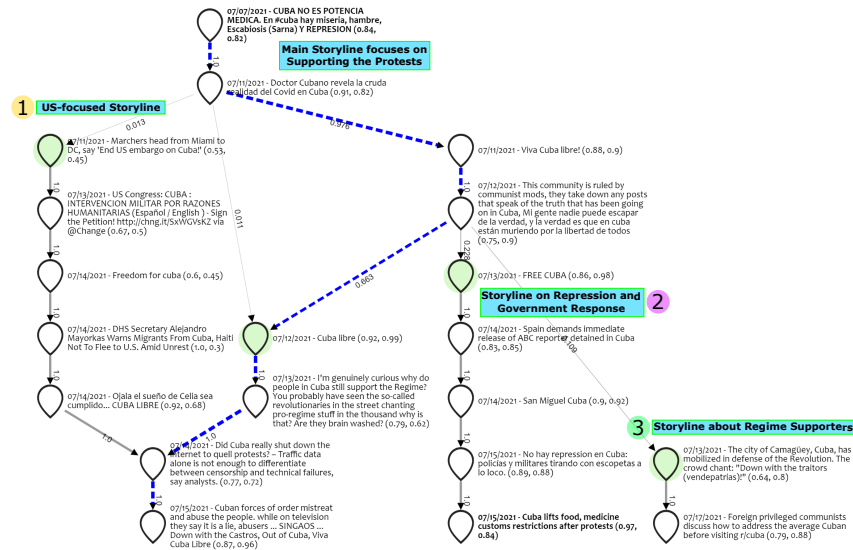 07/07/2021 - CUBA NO ES POTENCIA
MEDICA. En #cuba hay miseria, hambre,
Escabiosis (Sarna) Y REPRESION (0.84,
0.82)
1.0
Main Storyline focuses on
Supporting the Protests
07/11/2021 - Doctor Cubano revela la cruda
realidad del Covid en Cuba (0.91, 0.82)
1
US-focused Storyline
0.013
0.976
07/11/2021 - Marchers head from Miami to
DC, say 'End US embargo on Cuba!' (0.53,
0.45)
07/11/2021 - Viva Cuba libre! (0.88, 0.9)
1.0
1.0
07/13/2021 - US Congress: CUBA :
INTERVENCION MILITAR POR RAZONES
HUMANITARIAS (Español / English ) - Sign
the Petition! http://chng.it/SxWGVsKZ via
@Change (0.67, 0.5)
0.011
07/12/2021 - This community is ruled by
communist mods, they take down any posts
that speak of the truth that has been going
on in Cuba, Mi gente nadie puede escapar
de la verdad, y la verdad es que en cuba
están muriendo por la libertad de todos
(0.75, 0.9)
1.0
0.228
0.663
07/14/2021 - Freedom for cuba (0.6, 0.45)
07/13/2021 - FREE CUBA (0.86, 0.98)
Storyline on Repression and
Government Response
2
1.0
1.0
07/14/2021 - DHS Secretary Alejandro
Mayorkas Warns Migrants From Cuba, Haiti
Not To Flee to U.S. Amid Unrest (1.0, 0.3)
07/12/2021 - Cuba libre (0.92, 0.99)
07/14/2021 - Spain demands immediate
release of ABC reporter detained in Cuba
(0.83, 0.85)
0.109
1.0
1.0
1.0
07/14/2021 - Ojala el sueño de Celia sea
cumplido... CUBA LIBRE (0.92, 0.68)
07/13/2021 - I'm genuinely curious why do
people in Cuba still support the Regime?
You probably have seen the so-called
revolutionaries in the street chanting
pro-regime stuff in the thousand why is
that? Are they brain washed? (0.79, 0.62)
07/14/2021 - San Miguel Cuba (0.9, 0.92)
1.0
1.0
1.0
3
Storyline about Regime Supporters
07/14/2021 - Did Cuba really shut down the
internet to quell protests? – Traffic data
alone is not enough to differentiate
between censorship and technical failures,
say analysts. (0.77, 0.72)
07/15/2021 - No hay represion en Cuba:
policías y militares tirando con escopetas a
lo loco. (0.89, 0.88)
07/13/2021 - The city of Camagüey, Cuba, has
mobilized in defense of the Revolution. The
crowd chant: "Down with the traitors
(vendepatrias)!" (0.64, 0.8)
1.0
1.0
1.0
07/15/2021 - Cuban forces of order mistreat
and abuse the people. while on television
they say it is a lie, abusers ... SINGAOS ...
Down with the Castros, Out of Cuba, Viva
Cuba Libre (0.87, 0.96)
07/15/2021 - Cuba lifts food, medicine
customs restrictions after protests (0.97,
0.84)
07/17/2021 - Foreign privileged communists
discuss how to address the average Cuban
before visiting r/cuba (0.79, 0.88)